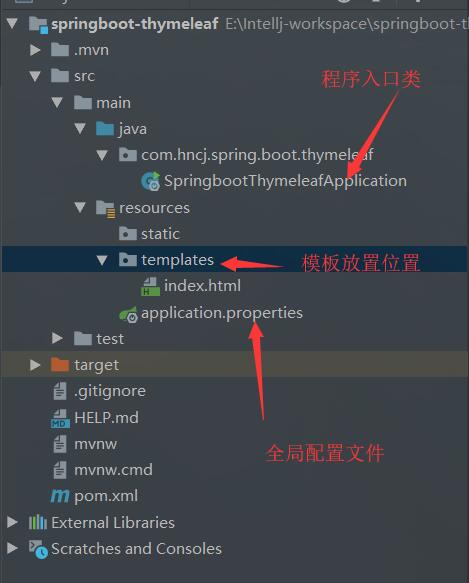 springboot-thymeleaf E:\Intellj-workspace\springboot-th
.mvn
src
程序入口类
main
java
com.hncj.spring.boot.thymeleaf
SpringbootThymeleafApplication
resources
static
templates 模板放置位置
index.html
application.properties
test
target
.gitignore
HELP.md
全局配置文件
mvnw
mvnw.cmd
pom.xml
External Libraries
Scratches and Consoles